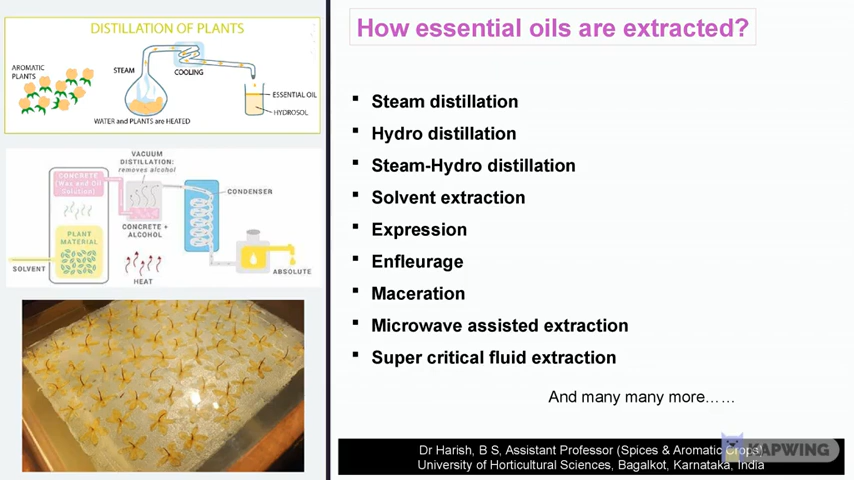 DISTILLATION OF PLANTS
AROMATIC
PLANTS
STEAM
COOLING
ESSENTIAL OIL
HYDROSOL
WATER and PLANTS are HEATED
VACUUM
DISTILLATION:
removes alcohol
CONCRETE
(Wax and Oil
Solution)
CONDENSER
PLANT
MATERIAL
CONCRETE +
ALCOHOL
SOLVENT
HEAT
ABSOLUTE
How essential oils are extracted?
▪ Steam distillation
▪ Hydro distillation
▪ Steam-Hydro distillation
▪ Solvent extraction
▪ Expression
▪ Enfleurage
▪ Maceration
▪ Microwave assisted extraction
▪ Super critical fluid extraction
And many many more……
Dr Harish, B S, Assistant Professor (Spices & Aromatic Crops)
University of Horticultural Sciences, Bagalkot, Karnataka, India
KAPWING